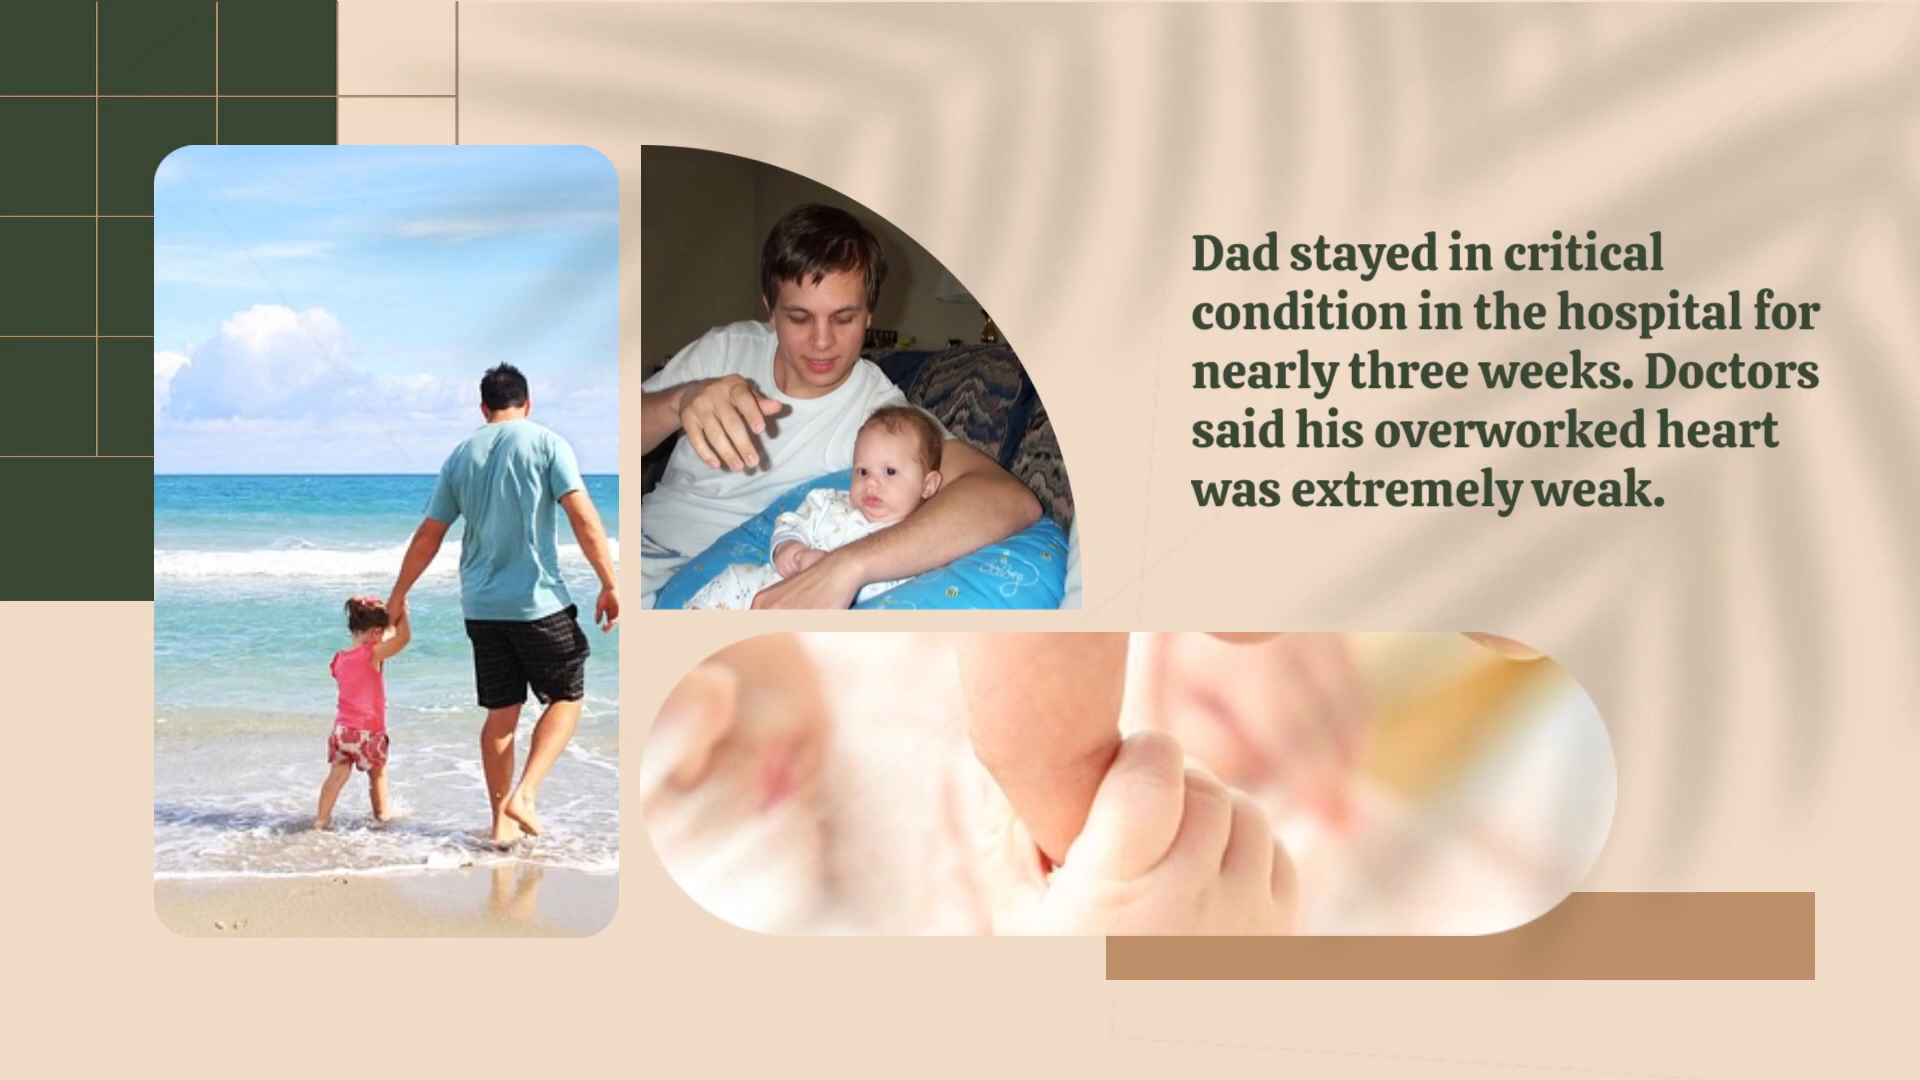 Dad stayed in critical
condition in the hospital for
nearly three weeks. Doctors
said his overworked heart
was extremely weak.
baby